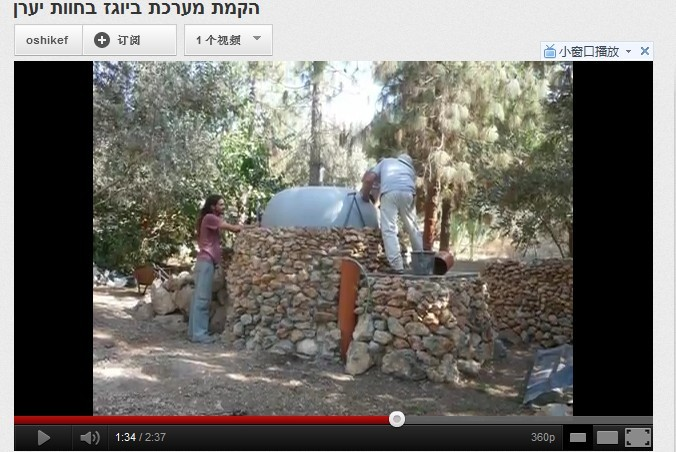 הקמת מערכת ביוגז בחוות יערן
oshikef 订阅 1 个视频
小窗口播放
1:34 / 2:37 360p